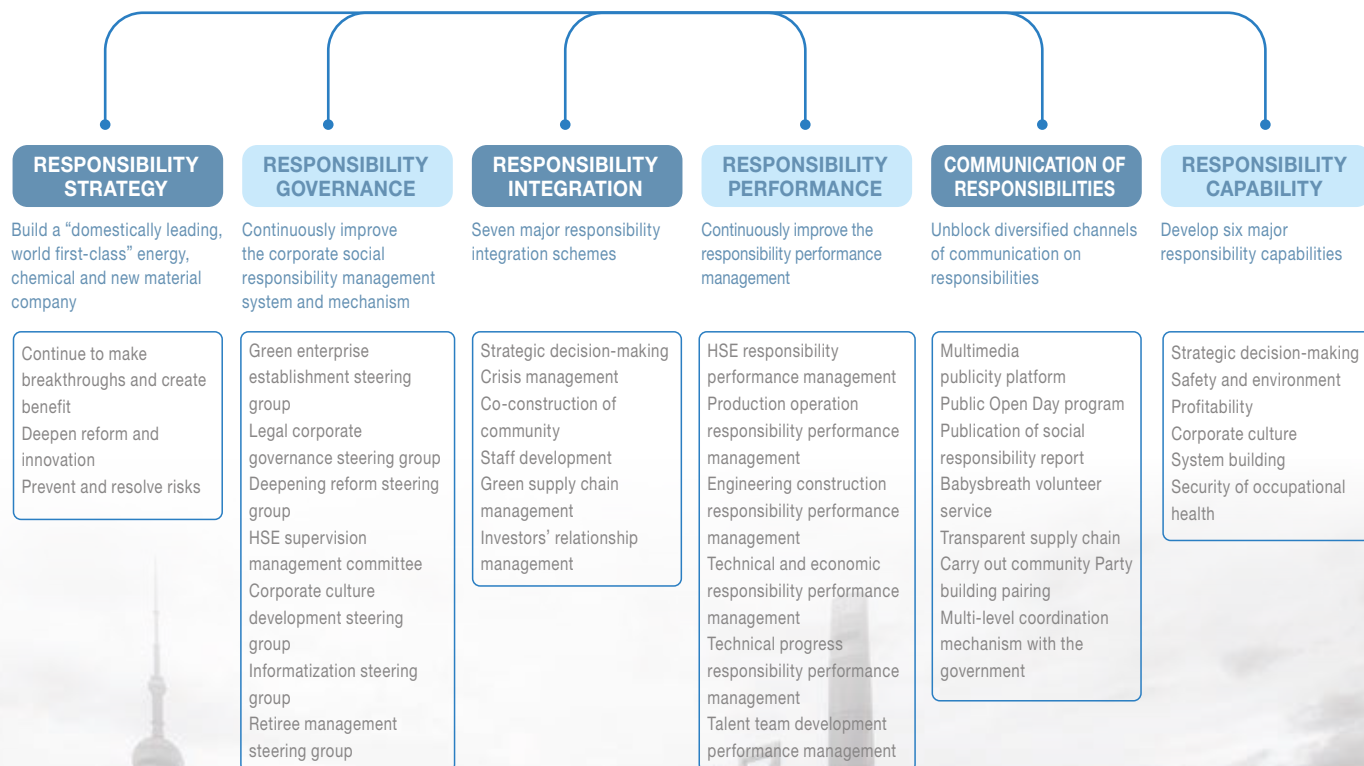 RESPONSIBILITY
STRATEGY
Build a “domestically leading,
world first-class” energy,
chemical and new material
company
Continue to make
breakthroughs and create
benefit
Deepen reform and
innovation
Prevent and resolve risks
RESPONSIBILITY
GOVERNANCE
Continuously improve
the corporate social
responsibility management
system and mechanism
Green enterprise
establishment steering
group
Legal corporate
governance steering group
Deepening reform steering
group
HSE supervision
management committee
Corporate culture
development steering
group
Informatization steering
group
Retiree management
steering group
RESPONSIBILITY
INTEGRATION
Seven major responsibility
integration schemes
Strategic decision-making
Crisis management
Co-construction of
community
Staff development
Green supply chain
management
Investors’ relationship
management
RESPONSIBILITY
PERFORMANCE
Continuously improve the
responsibility performance
management
HSE responsibility
performance management
Production operation
responsibility performance
management
Engineering construction
responsibility performance
management
Technical and economic
responsibility performance
management
Technical progress
responsibility performance
management
Talent team development
performance management
COMMUNICATION OF
RESPONSIBILITIES
Unblock diversified channels
of communication on
responsibilities
Multimedia
publicity platform
Public Open Day program
Publication of social
responsibility report
Babysbreath volunteer
service
Transparent supply chain
Carry out community Party
building pairing
Multi-level coordination
mechanism with the
government
RESPONSIBILITY
CAPABILITY
Develop six major
responsibility capabilities
Strategic decision-making
Safety and environment
Profitability
Corporate culture
System building
Security of occupational
health